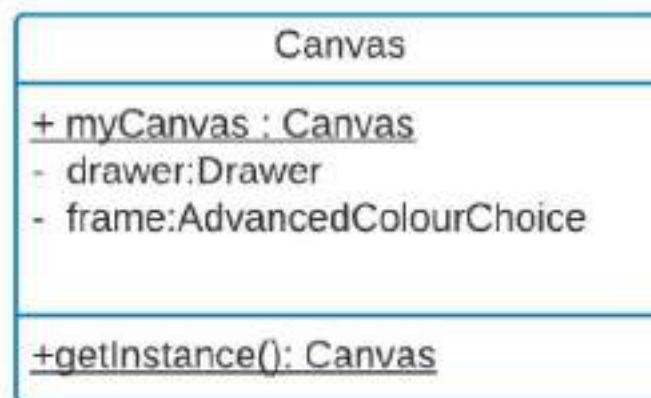 Canvas
+ myCanvas : Canvas
- drawer:Drawer
- frame:AdvancedColourChoice
+getInstance(): Canvas